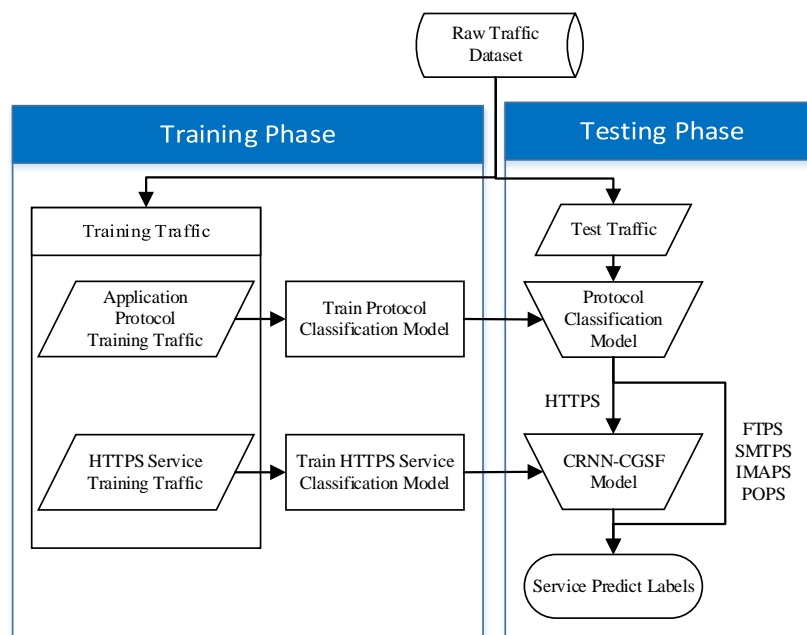 Raw Traffic
Dataset
Training Phase
Testing Phase
Training Traffic
Test Traffic
Application
Protocol
Training Traffic
Train Protocol
Classification Model
Protocol
Classification
Model
HTTPS
FTPS
SMTPS
IMAPS
POPS
HTTPS Service
Training Traffic
Train HTTPS Service
Classification Model
CRNN-CGSF
Model
Service Predict Labels